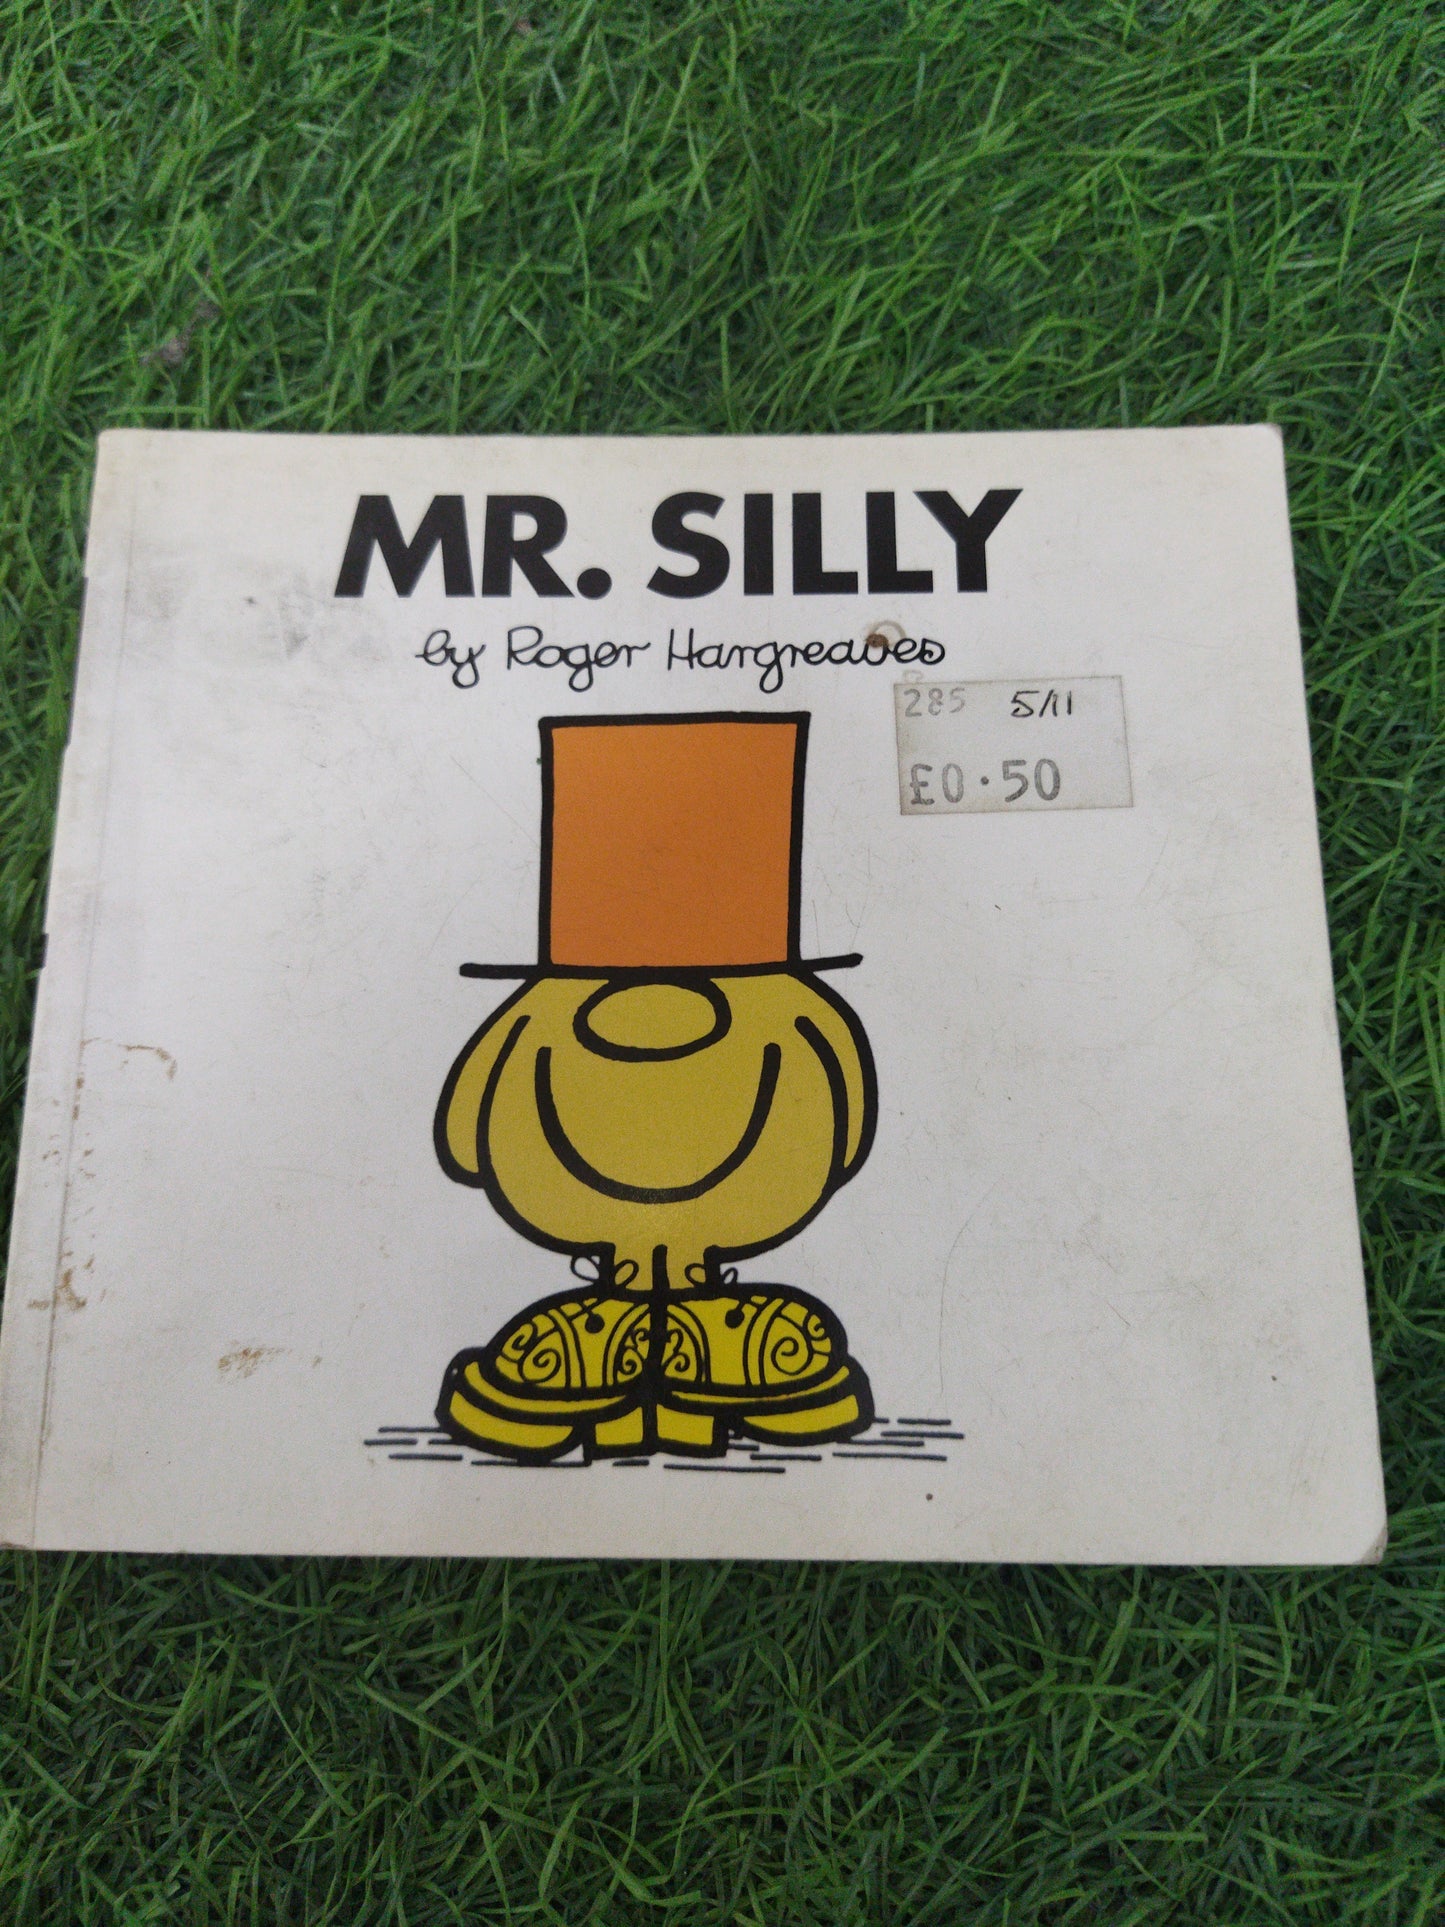 MR. SILLY
by Roger Hargreaves
285 5/11
£0.50